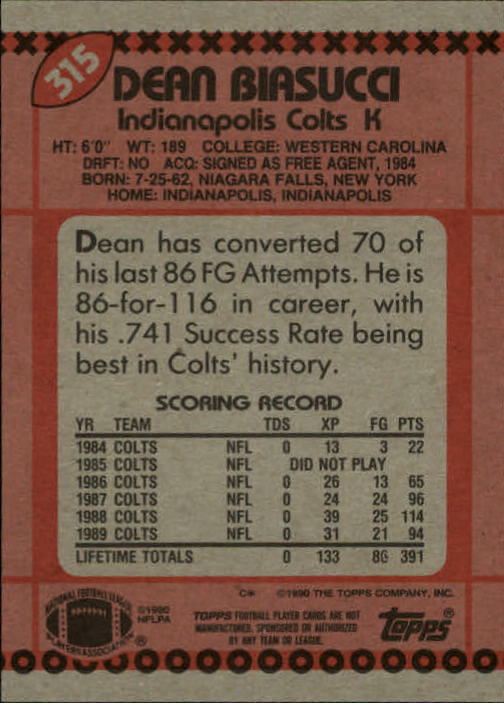 315
DEAN BIASUCCI
Indianapolis Colts K
HT: 6'0" WT: 189 COLLEGE: WESTERN CAROLINA
DRFT: NO ACQ: SIGNED AS FREE AGENT, 1984
BORN: 7-25-62, NIAGARA FALLS, NEW YORK
HOME: INDIANAPOLIS, INDIANAPOLIS
Dean has converted 70 of
his last 86 FG Attempts. He is
86-for-116 in career, with
his .741 Success Rate being
best in Colts' history.
SCORING RECORD
YR TEAM TDS XP FG PTS
1984 COLTS NFL 0 13 3 22
1985 COLTS NFL DID NOT PLAY
1986 COLTS NFL 0 26 13 65
1987 COLTS NFL 0 24 24 96
1988 COLTS NFL 0 39 25 114
1989 COLTS NFL 0 31 21 94
LIFETIME TOTALS 0 133 86 391
C* ©1990 THE TOPPS COMPANY, INC.
NATIONAL FOOTBALL LEAGUE
PLAYERS ASSOCIATION
©1990
NFLPA
®
TOPPS FOOTBALL PLAYER CARDS ARE NOT
MANUFACTURED, SPONSORED OR AUTHORIZED
BY ANY TEAM OR LEAGUE.
topps®